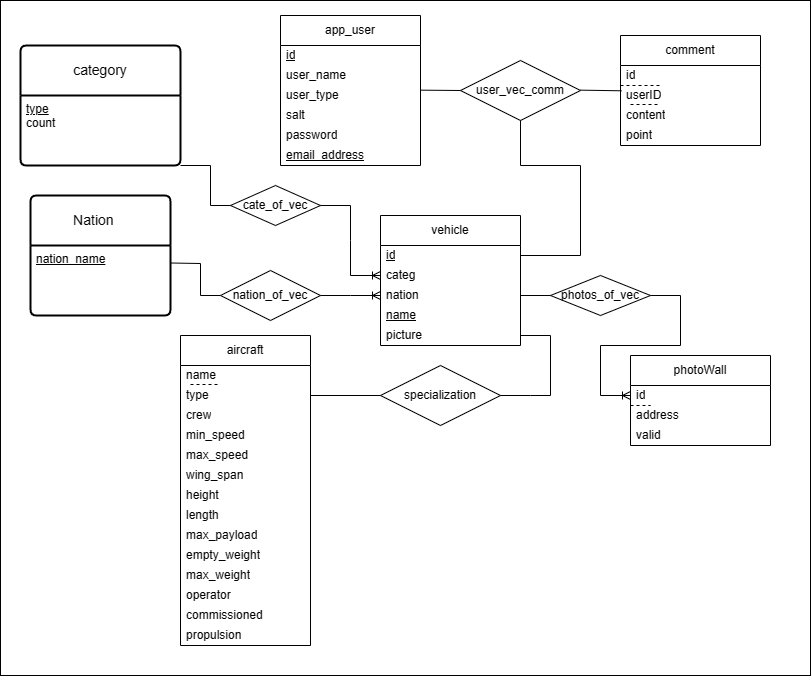 category
type
count
Nation
nation_name
app_user
id
user_name
user_type
salt
password
email_address
user_vec_comm
comment
id
userID
content
point
cate_of_vec
nation_of_vec
vehicle
id
categ
nation
name
picture
photos_of_vec
photoWall
id
address
valid
specialization
aircraft
name
type
crew
min_speed
max_speed
wing_span
height
length
max_payload
empty_weight
max_weight
operator
commissioned
propulsion